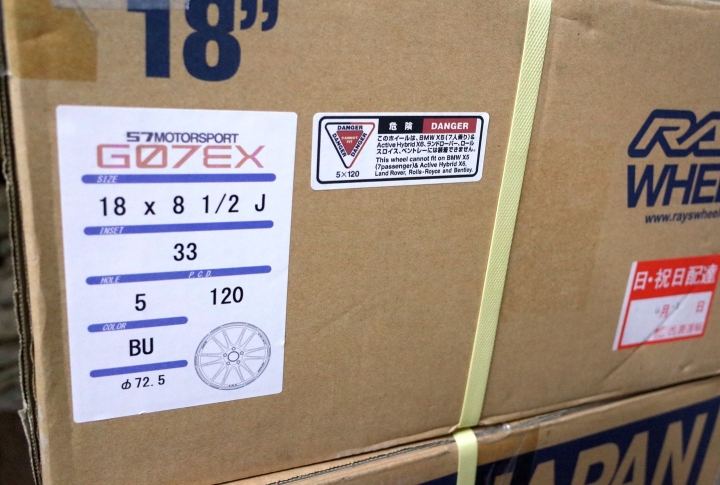 18"
57MOTORSPORT
G07EX
SIZE
18 x 8 1/2 J
INSET
33
HOLE P.C.D.
5 120
COLOR
BU
φ72.5
DANGER
CANNOT FIT
DANGER
DANGER
5×120
危険 DANGER
このホイールは、BMW X5(7人乗り)&
Active Hybrid X6、ランドローバー、ロール
スロイス、ベントレーには装着できません。
This wheel cannot fit on BMW X5
(7passenger)& Active Hybrid X6,
Land Rover, Rolls-Royce and Bentley.
RA
WHE
www.rayswhee
日・祝日配達
月 日
JAPAN